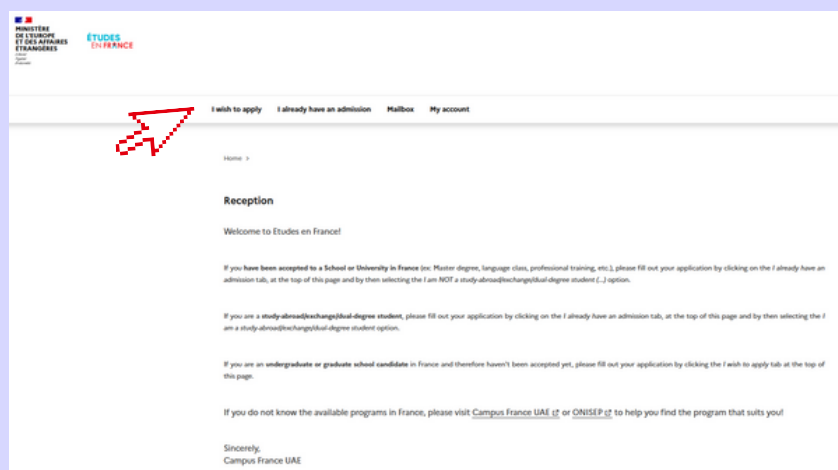 MINISTÈRE
DE L'EUROPE
ET DES AFFAIRES
ÉTRANGÈRES
ÉTUDES
EN FRANCE
I wish to apply I already have an admission Mailbox My account
Home >
Reception
Welcome to Etudes en France!
If you have been accepted to a School or University in France (ex: Master degree, language class, professional training, etc.), please fill out your application by clicking on the I already have an
admission tab, at the top of this page and by then selecting the I am NOT a study-abroad/exchange/dual-degree student (...) option.
If you are a study-abroad/exchange/dual-degree student, please fill out your application by clicking on the I already have an admission tab, at the top of this page and by then selecting the I
am a study-abroad/exchange/dual-degree student option.
If you are an undergraduate or graduate school candidate in France and therefore haven't been accepted yet, please fill out your application by clicking the I wish to apply tab at the top of
this page.
If you do not know the available programs in France, please visit Campus France UAE or ONISEP to help you find the program that suits you!
Sincerely,
Campus France UAE